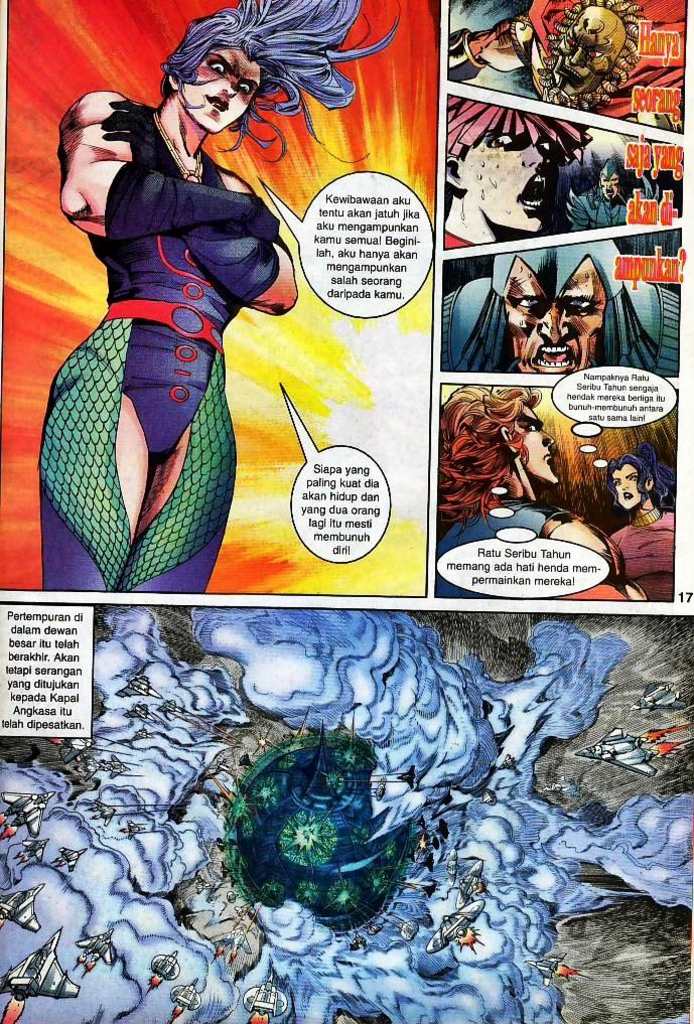 Kewibawaan aku
tentu akan jatuh jika
aku mengampunkan
kamu semua! Begini-
lah, aku hanya akan
mengampunkan
salah seorang
daripada kamu.
Siapa yang
paling kuat dia
akan hidup dan
yang dua orang
lagi itu mesti
membunuh
diri!
Hanya
seorang
saja yang
akan di-
ampunkan?
Nampaknya Ratu
Seribu Tahun sengaja
hendak mereka bertiga itu
bunuh-membunuh antara
satu sama lain!
Ratu Seribu Tahun
memang ada hati henda mem-
permainkan mereka!
17
Pertempuran di
dalam dewan
besar itu telah
berakhir. Akan
tetapi serangan
yang ditujukan
kepada Kapal
Angkasa itu
telah dipesatkan.